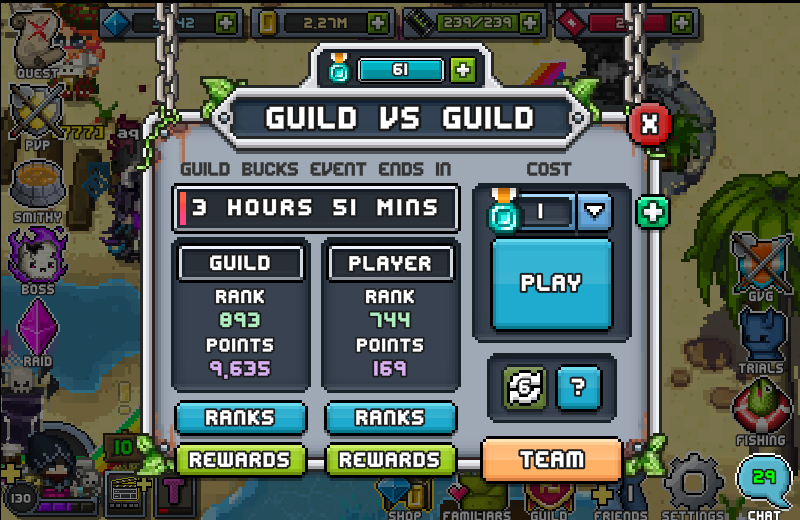 2.27M
239/239
QUEST
61
GUILD VS GUILD
X
PVP
aq
GUILD BUCKS EVENT ENDS IN
COST
3 HOURS 51 MINS
1
SMITHY
GUILD
PLAYER
PLAY
RANK
RANK
893
744
BOSS
GVG
POINTS
POINTS
9,635
169
RAID
TRIALS
6
?
RANKS
RANKS
FISHING
10
REWARDS
REWARDS
TEAM
29
130
T
SHOP
FAMILIARS
GUILD
FRIENDS
SETTINGS
CHAT